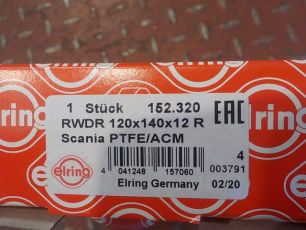 1 Stück 152.320
EAC
RWDR 120x140x12 R
Scania PTFE/ACM
elring
elring
4
003791
elring
4 041248 157060
Elring Germany 02/20